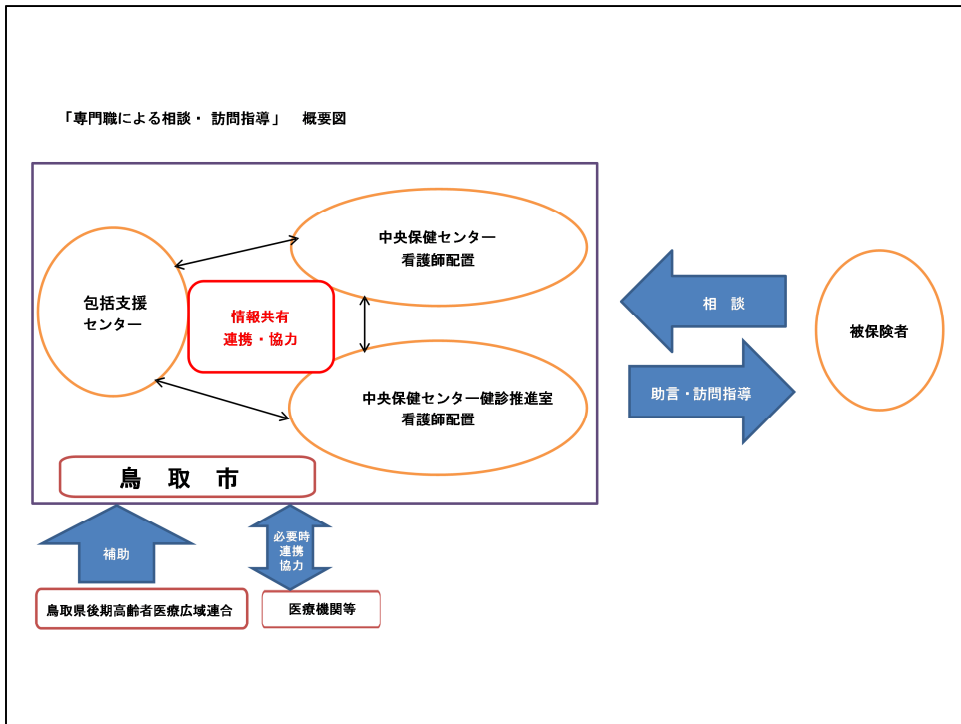 「専門職による相談・ 訪問指導」　概要図
中央保健センター
看護師配置
包括支援
センター
情報共有
連携・協力
中央保健センター健診推進室
看護師配置
鳥　取　市
相　談
助言・訪問指導
被保険者
補助
必要時
連携
協力
鳥取県後期高齢者医療広域連合
医療機関等